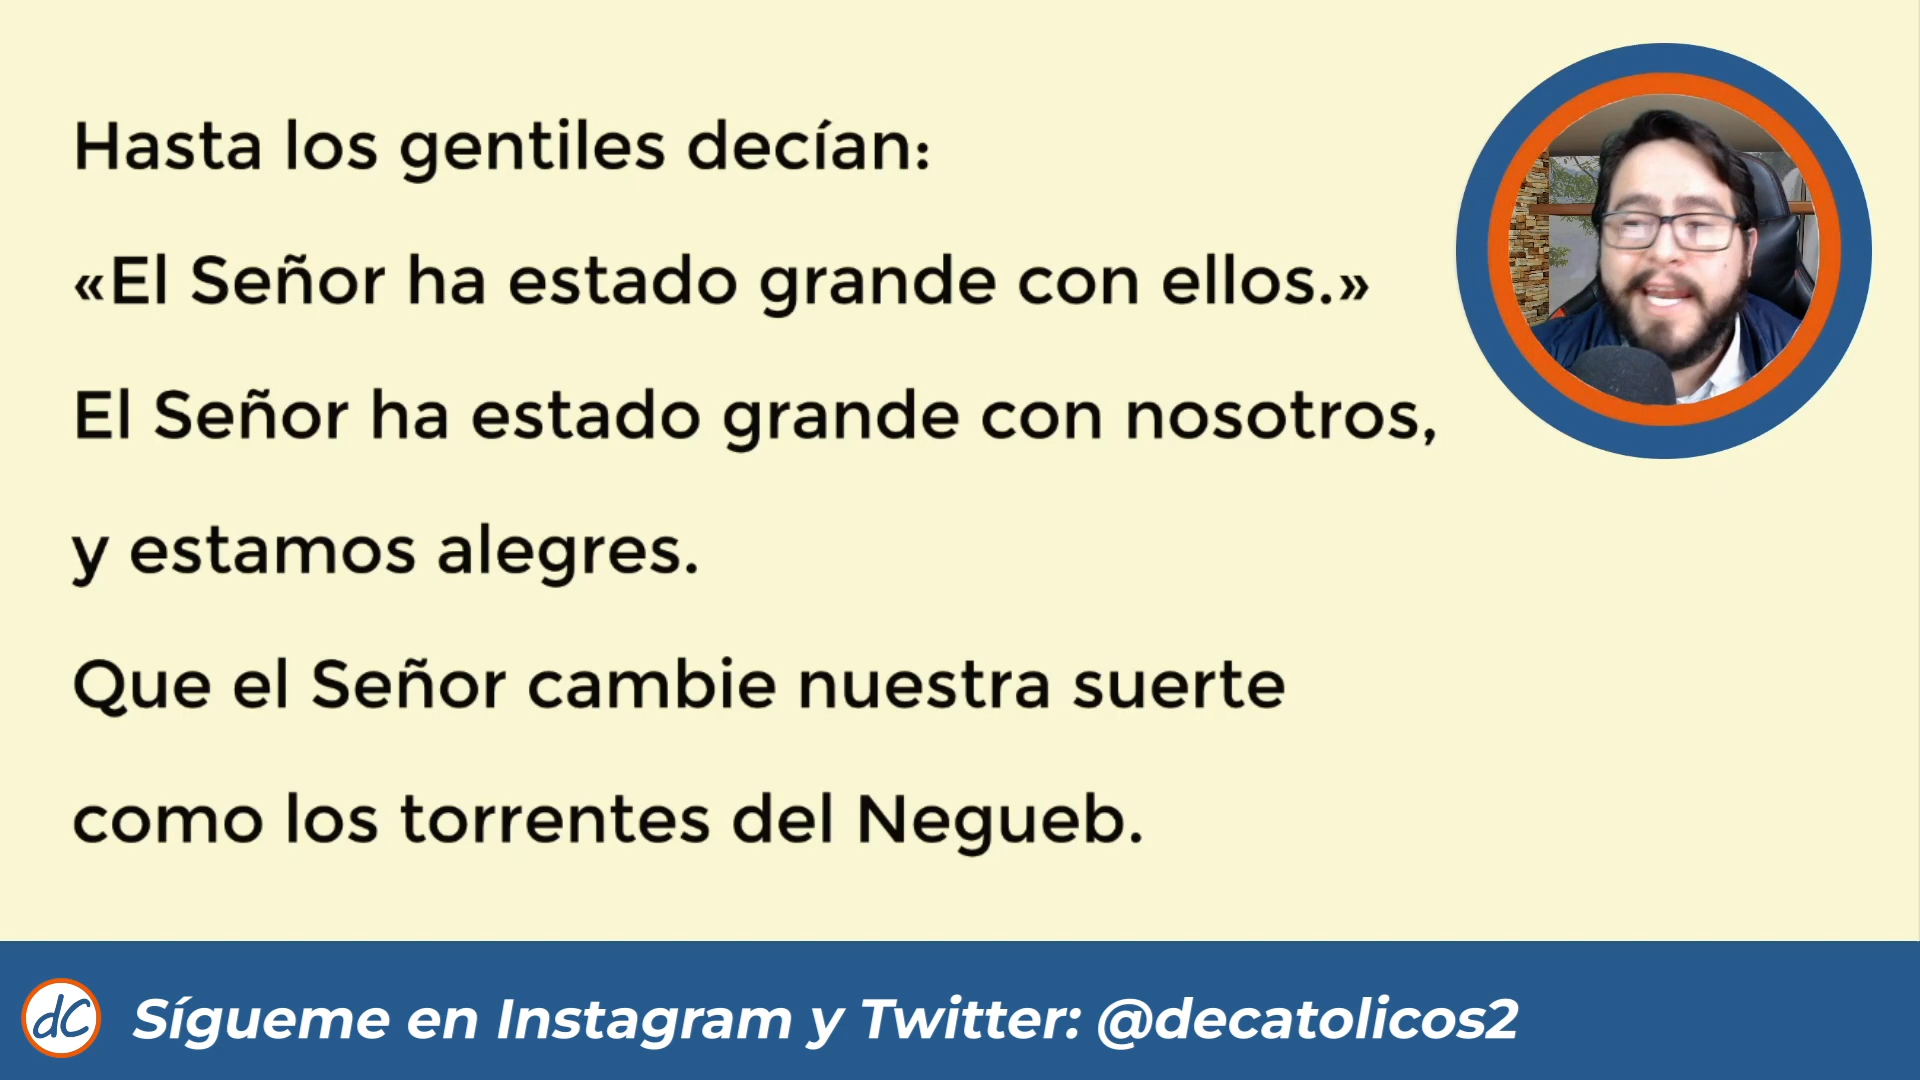 Hasta los gentiles decían:
«El Señor ha estado grande con ellos.»
El Señor ha estado grande con nosotros,
y estamos alegres.
Que el Señor cambie nuestra suerte
como los torrentes del Negueb.
dC Sígueme en Instagram y Twitter: @decatolicos2